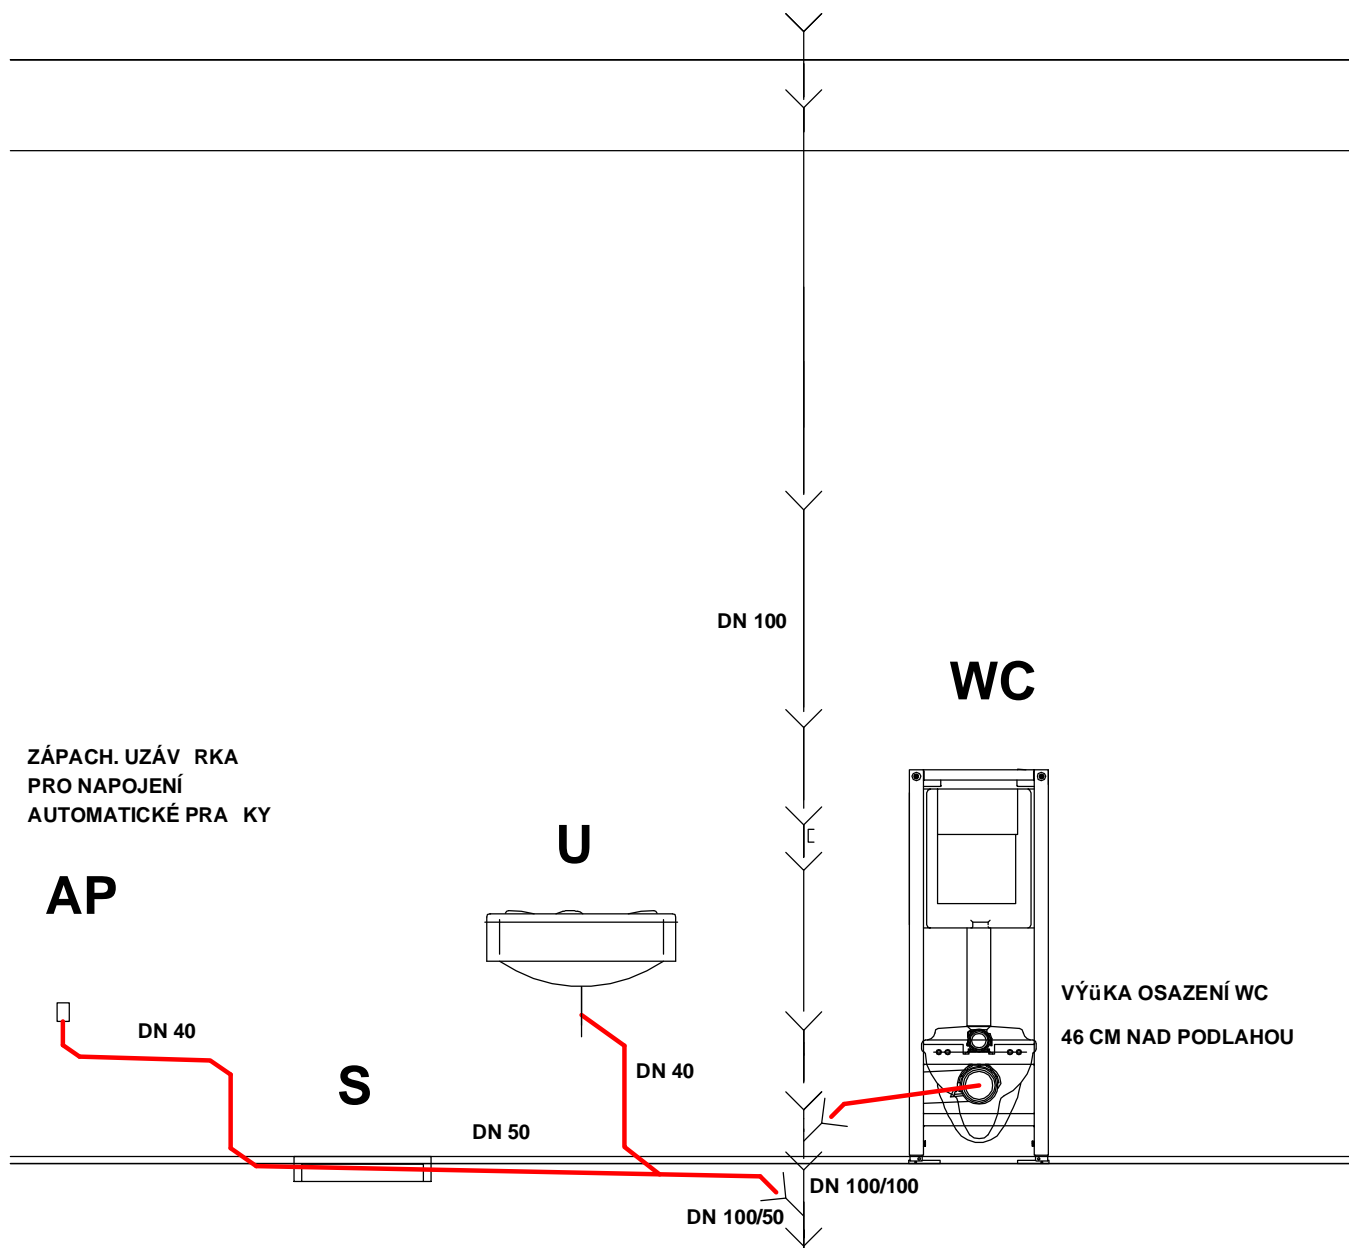 DN 100
WC
ZÁPACH. UZÁV RKA
PRO NAPOJENÍ
AUTOMATICKÉ PRA KY
U
AP
VÝüKA OSAZENÍ WC
46 CM NAD PODLAHOU
DN 40
DN 40
S
DN 50
DN 100/100
DN 100/50